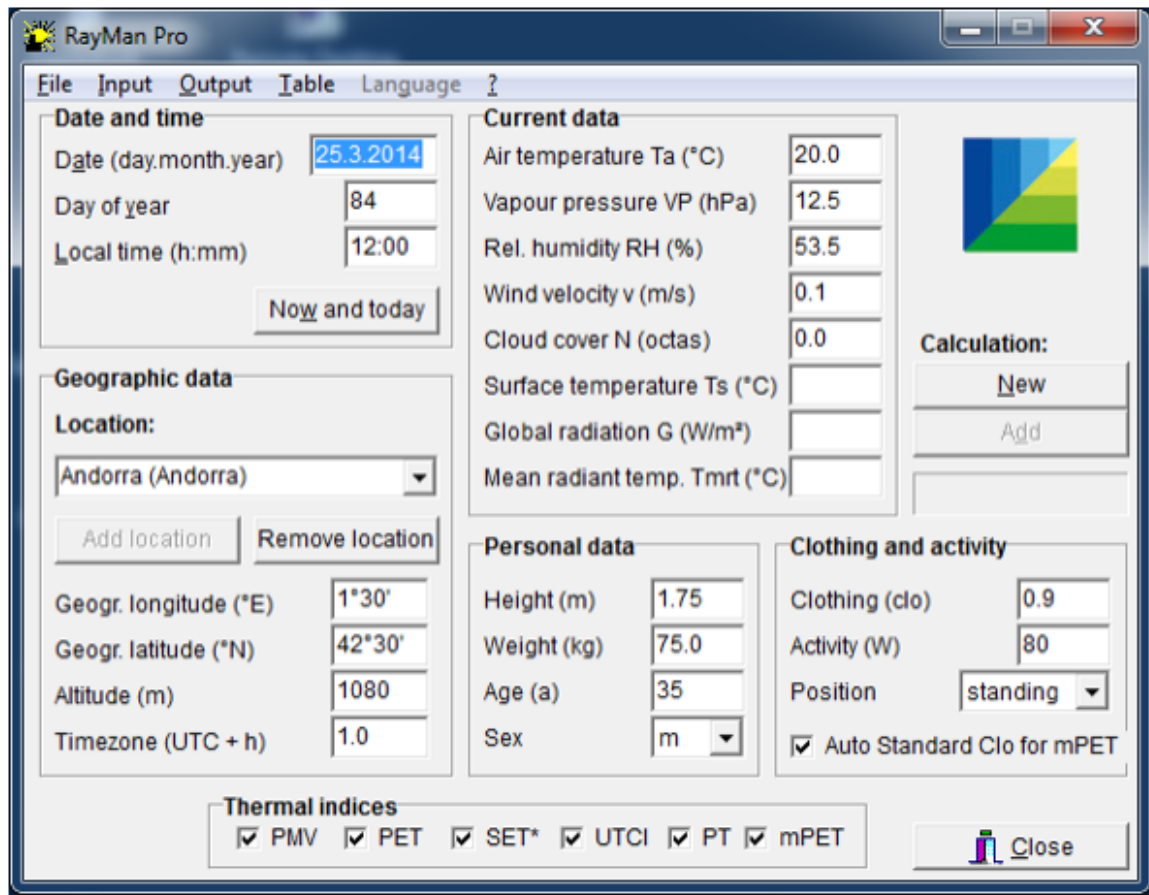 RayMan Pro
File Input Output Table Language ?
Date and time
Date (day.month.year) 25.3.2014
Day of year 84
Local time (h:mm) 12:00
Now and today
Geographic data
Location:
Andorra (Andorra)
Add location Remove location
Geogr. longitude (°E) 1°30'
Geogr. latitude (°N) 42°30'
Altitude (m) 1080
Timezone (UTC + h) 1.0
Current data
Air temperature Ta (°C) 20.0
Vapour pressure VP (hPa) 12.5
Rel. humidity RH (%) 53.5
Wind velocity v (m/s) 0.1
Cloud cover N (octas) 0.0
Surface temperature Ts (°C)
Global radiation G (W/m²)
Mean radiant temp. Tmrt (°C)
Calculation:
New
Add
Personal data
Height (m) 1.75
Weight (kg) 75.0
Age (a) 35
Sex m
Clothing and activity
Clothing (clo) 0.9
Activity (W) 80
Position standing
Auto Standard Clo for mPET
Thermal indices
PMV PET SET* UTCI PT mPET
Close